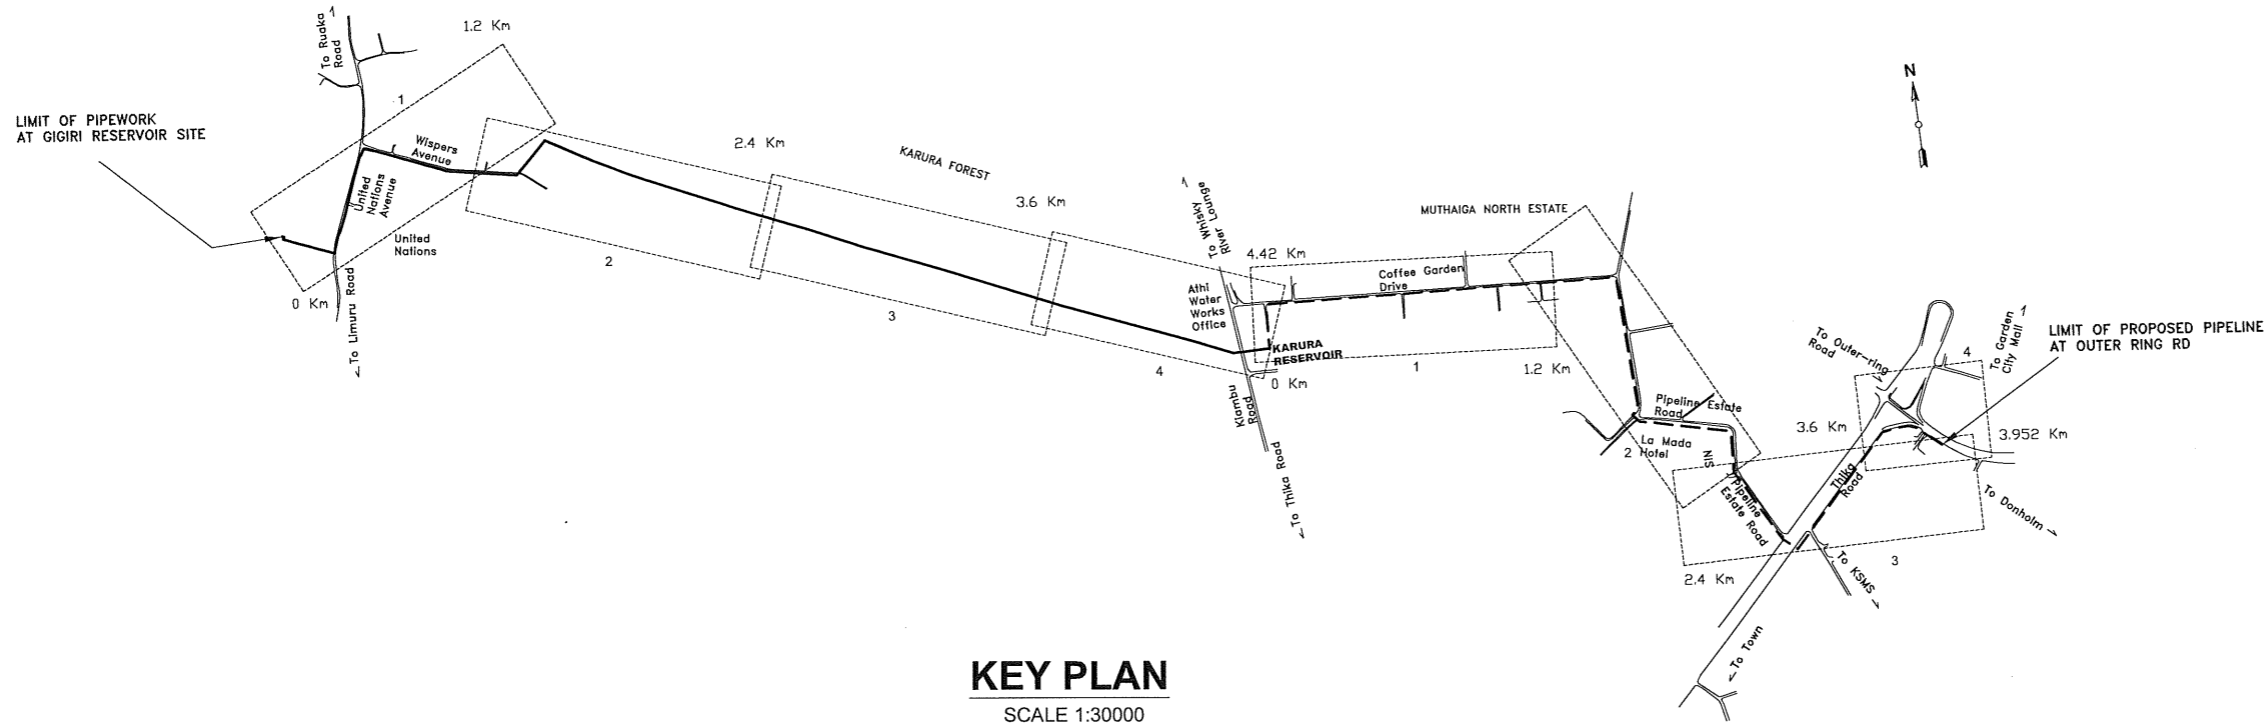 LIMIT OF PIPEWORK
AT GIGIRI RESERVOIR SITE
To Ruaka
Road
1.2 Km
1
Wispers
Avenue
United
Nations
Avenue
United
Nations
0 Km
To Limuru Road
2
2.4 Km
KARURA FOREST
3
3.6 Km
4
To Whisky
River Lounge
4.42 Km
Athi
Water
Works
Office
KARURA
RESERVOIR
0 Km
Kiambu
Road
To Thika Road
Coffee Garden
Drive
1
1.2 Km
MUTHAIGA NORTH ESTATE
Pipeline Estate
Road
La Mada
Hotel
2
SIN
Pipeline
Estate Road
2.4 Km
Thika
Road
3
To KSMS
To Town
3.6 Km
To Outer-ring
Road
4
To Garden
City Mall
LIMIT OF PROPOSED PIPELINE
AT OUTER RING RD
3.952 Km
To Donholm
N
KEY PLAN
SCALE 1:30000